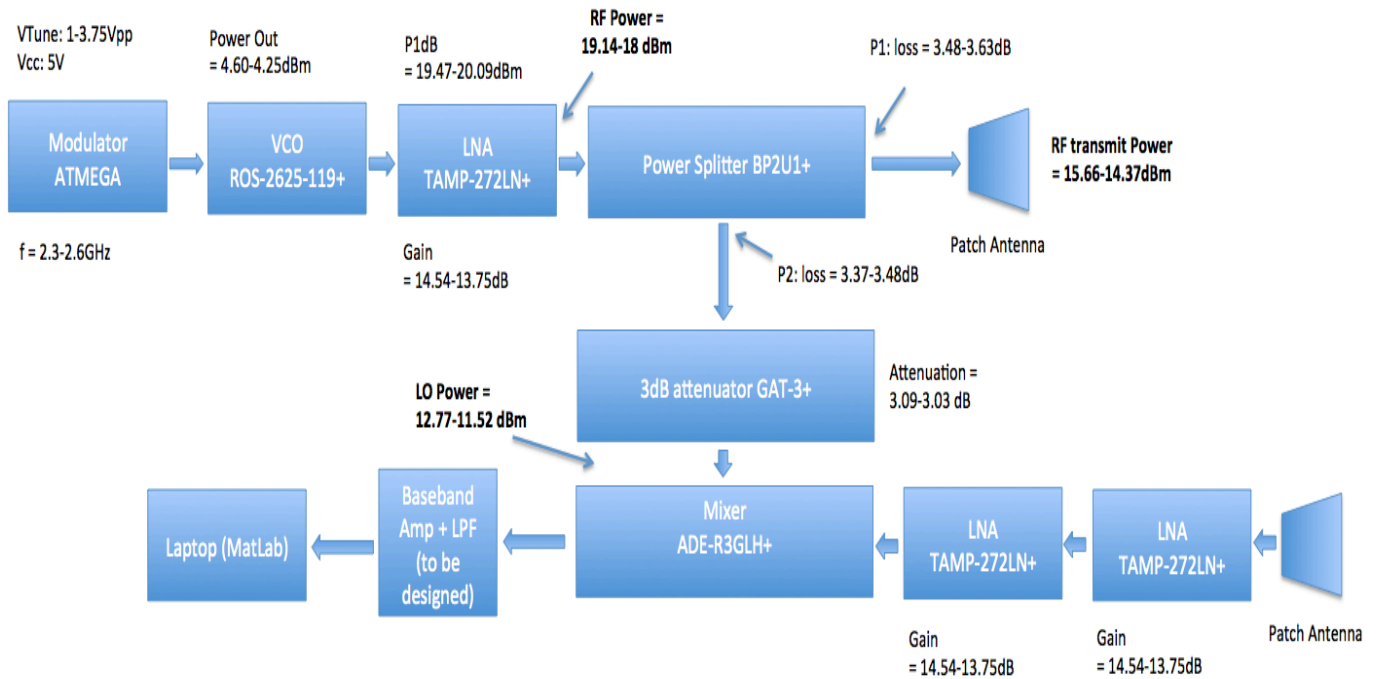 VTune: 1-3.75Vpp
Vcc: 5V
Power Out
= 4.60-4.25dBm
P1dB
= 19.47-20.09dBm
RF Power =
19.14-18 dBm
P1: loss = 3.48-3.63dB
Modulator
ATMEGA
VCO
ROS-2625-119+
LNA
TAMP-272LN+
Power Splitter BP2U1+
RF transmit Power
= 15.66-14.37dBm
Patch Antenna
f = 2.3-2.6GHz
Gain
= 14.54-13.75dB
P2: loss = 3.37-3.48dB
3dB attenuator GAT-3+
Attenuation =
3.09-3.03 dB
LO Power =
12.77-11.52 dBm
Laptop (MatLab)
Baseband
Amp + LPF
(to be
designed)
Mixer
ADE-R3GLH+
LNA
TAMP-272LN+
LNA
TAMP-272LN+
Patch Antenna
Gain
= 14.54-13.75dB
Gain
= 14.54-13.75dB